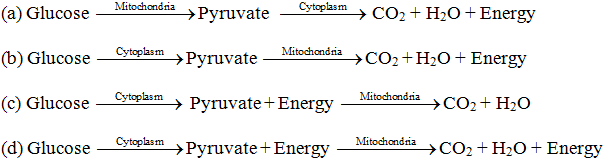 (a) Glucose —Mitochondria→ Pyruvate —Cytoplasm→ CO₂ + H₂O + Energy
(b) Glucose —Cytoplasm→ Pyruvate —Mitochondria→ CO₂ + H₂O + Energy
(c) Glucose —Cytoplasm→ Pyruvate + Energy —Mitochondria→ CO₂ + H₂O
(d) Glucose —Cytoplasm→ Pyruvate + Energy —Mitochondria→ CO₂ + H₂O + Energy